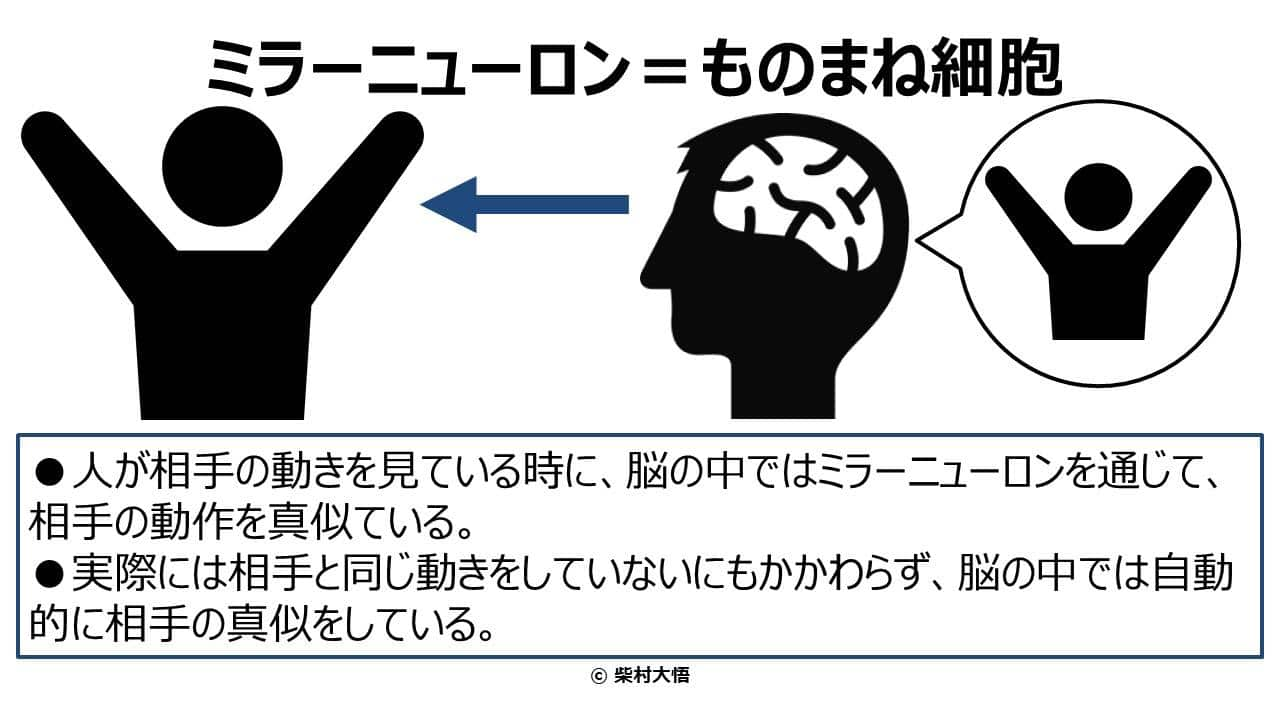 ミラーニューロン=ものまね細胞
●人が相手の動きを見ている時に、脳の中ではミラーニューロンを通じて、
相手の動作を真似ている。
●実際には相手と同じ動きをしていないにもかかわらず、脳の中では自動
的に相手の真似をしている。
© 柴村大悟